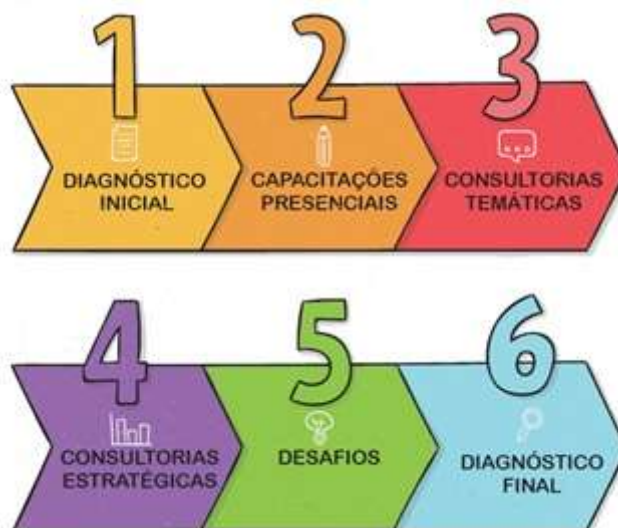 1
DIAGNÓSTICO
INICIAL
2
CAPACITAÇÕES
PRESENCIAIS
3
CONSULTORIAS
TEMÁTICAS
4
CONSULTORIAS
ESTRATÉGICAS
5
DESAFIOS
6
DIAGNÓSTICO
FINAL